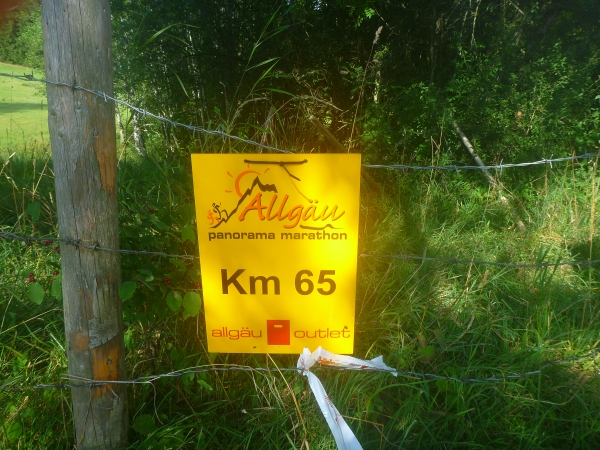 Allgäu
panorama marathon
Km 65
allgäu outlet